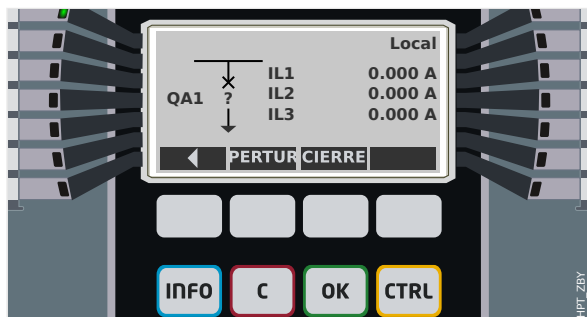 Local
IL1 0.000 A
QA1 ? IL2 0.000 A
IL3 0.000 A
PERTUR CIERRE
INFO C OK CTRL
HPT_ZBY